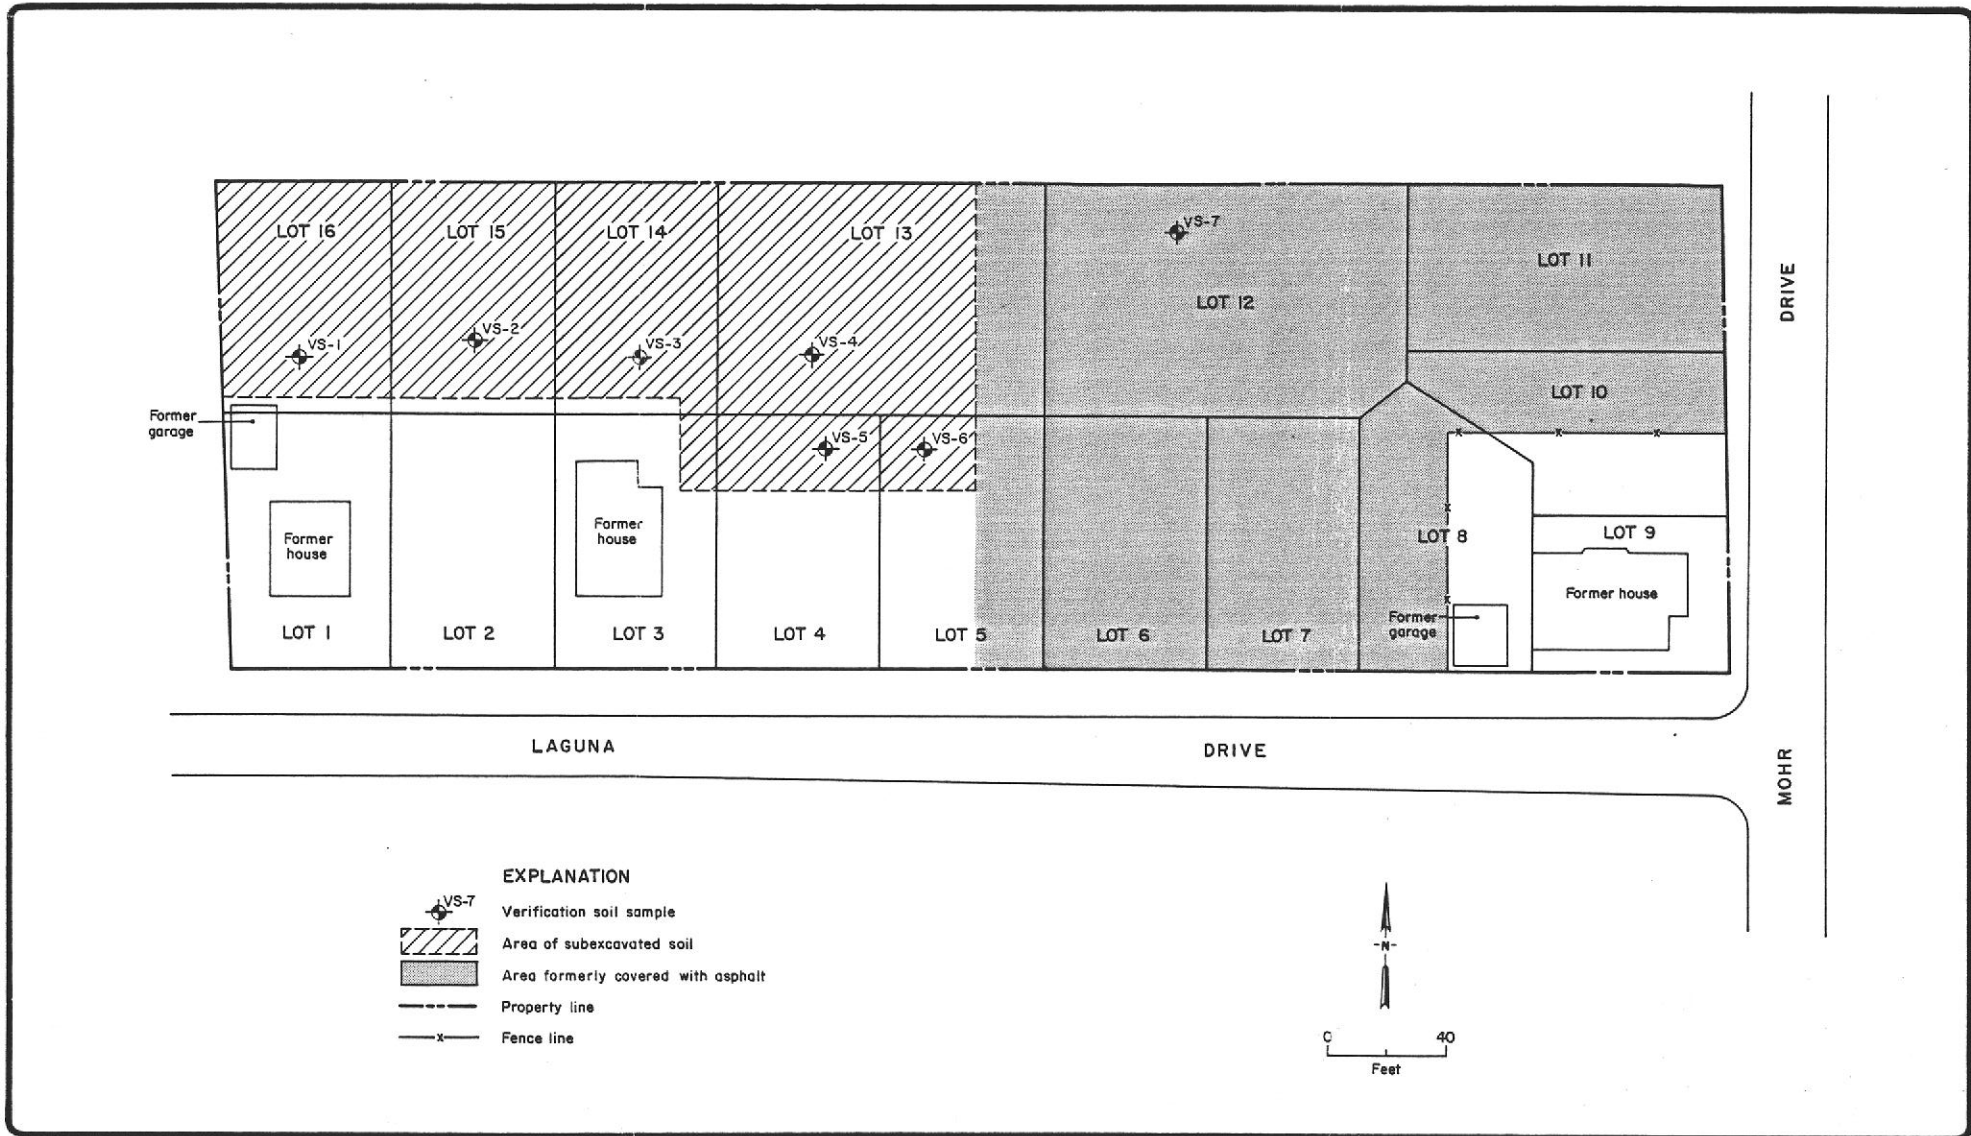 LOT 16
LOT 15
LOT 14
LOT 13
VS-7
LOT 12
LOT 11
DRIVE
VS-1
VS-2
VS-3
VS-4
LOT 10
Former
garage
VS-5
VS-6
Former
house
Former
house
LOT 8
LOT 9
Former house
Former
garage
LOT 1
LOT 2
LOT 3
LOT 4
LOT 5
LOT 6
LOT 7
LAGUNA DRIVE
MOHR
EXPLANATION
VS-7
Verification soil sample
Area of subexcavated soil
Area formerly covered with asphalt
Property line
x
Fence line
-N-
0 40
Feet